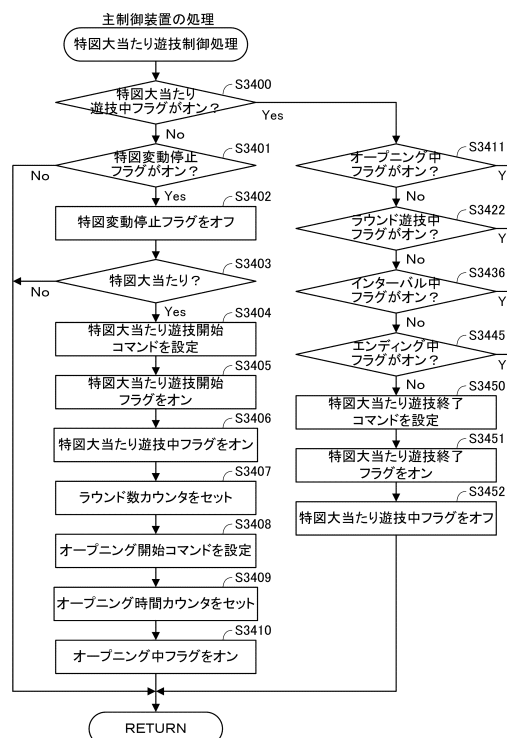 主制御装置の処理
特図大当たり遊技制御処理
S3400
特図大当たり
遊技中フラグがオン？
Yes
No
S3401
特図変動停止
フラグがオン？
No
Yes
S3402
特図変動停止フラグをオフ
S3403
特図大当たり？
No
Yes
S3404
特図大当たり遊技開始
コマンドを設定
S3405
特図大当たり遊技開始
フラグをオン
S3406
特図大当たり遊技中フラグをオン
S3407
ラウンド数カウンタをセット
S3408
オープニング開始コマンドを設定
S3409
オープニング時間カウンタをセット
S3410
オープニング中フラグをオン
S3411
オープニング中
フラグがオン？
Y
No
S3422
ラウンド遊技中
フラグがオン？
Y
No
S3436
インターバル中
フラグがオン？
Y
No
S3445
エンディング中
フラグがオン？
Y
No
S3450
特図大当たり遊技終了
コマンドを設定
S3451
特図大当たり遊技終了
フラグをオン
S3452
特図大当たり遊技中フラグをオフ
RETURN